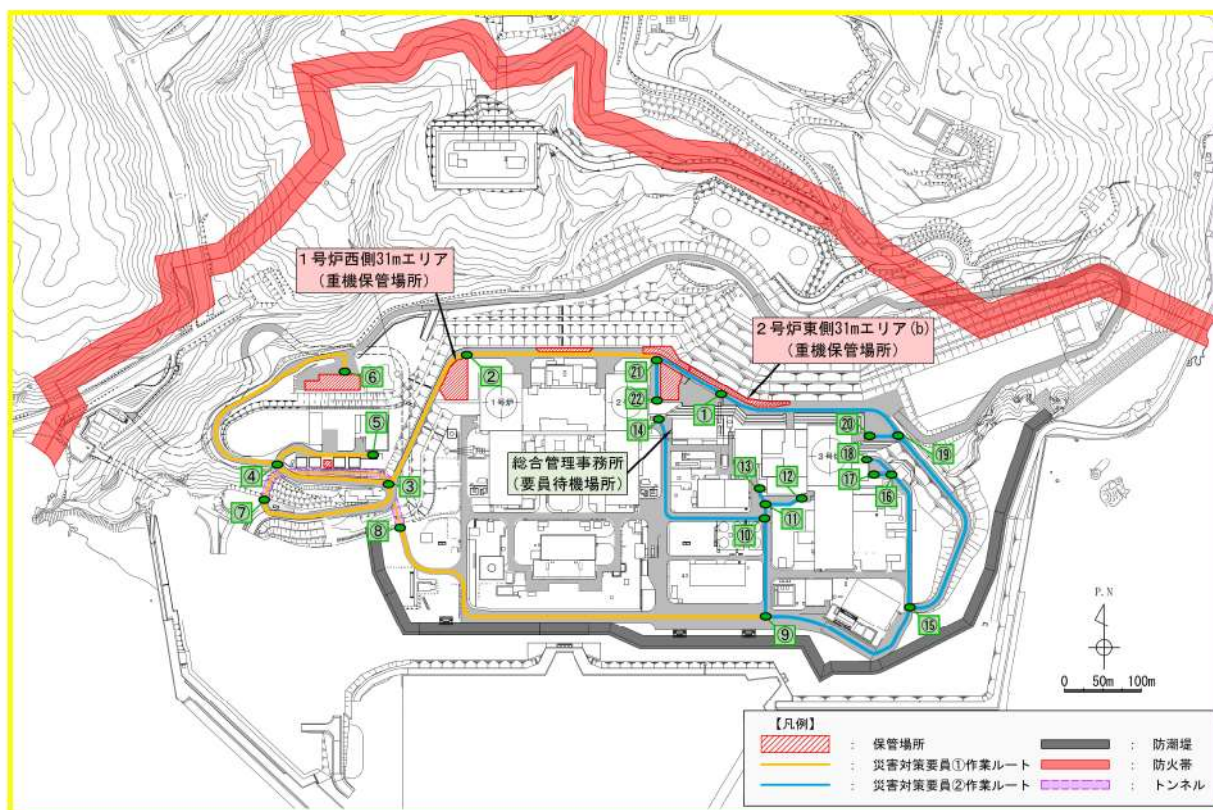 1号炉西側31mエリア
(重機保管場所)
2号炉東側31mエリア(b)
(重機保管場所)
⑥
②
㉑
①
1号炉
2
㉒
⑭
⑤
総合管理事務所
(要員待機場所)
⑳
⑲
3号
⑱
④
⑬
⑫
⑰
⑯
③
⑦
⑪
⑧
⑩
⑨
⑮
P.N
0 50m 100m
【凡例】
: 保管場所
: 防潮堤
: 災害対策要員①作業ルート
: 防火帯
: 災害対策要員②作業ルート
: トンネル